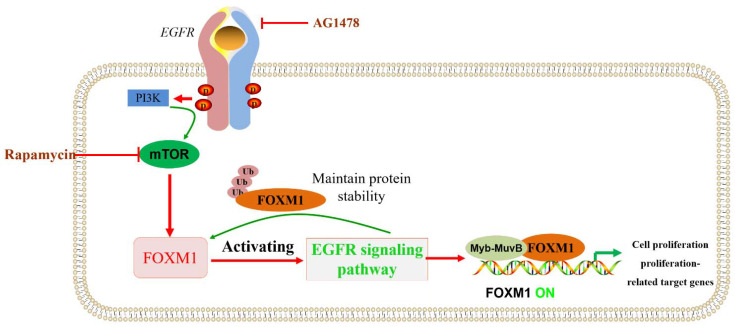 EGFR
AG1478
PI3K
Rapamycin
mTOR
Ub
Ub
Ub
FOXM1
Maintain protein
stability
FOXM1
Activating
EGFR signaling
pathway
Myb-MuvB
FOXM1
FOXM1 ON
Cell proliferation
proliferation-
related target genes